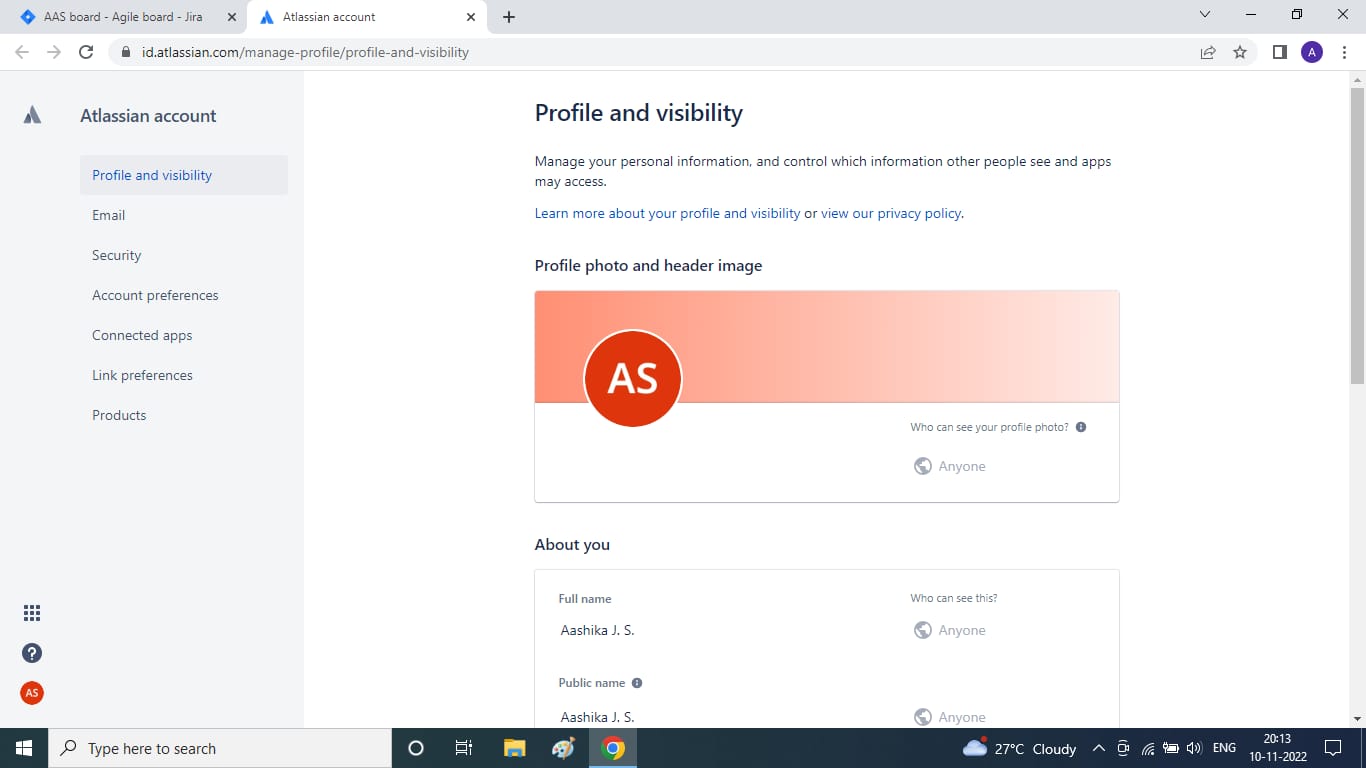 AAS board - Agile board - Jira
Atlassian account
id.atlassian.com/manage-profile/profile-and-visibility
A
Atlassian account
Profile and visibility
Email
Security
Account preferences
Connected apps
Link preferences
Products
AS
Profile and visibility
Manage your personal information, and control which information other people see and apps
may access.
Learn more about your profile and visibility or view our privacy policy.
Profile photo and header image
AS
Who can see your profile photo?
Anyone
About you
Full name
Who can see this?
Aashika J. S.
Anyone
Public name
Aashika J. S.
Anyone
Type here to search
27°C Cloudy
ENG
20:13
10-11-2022